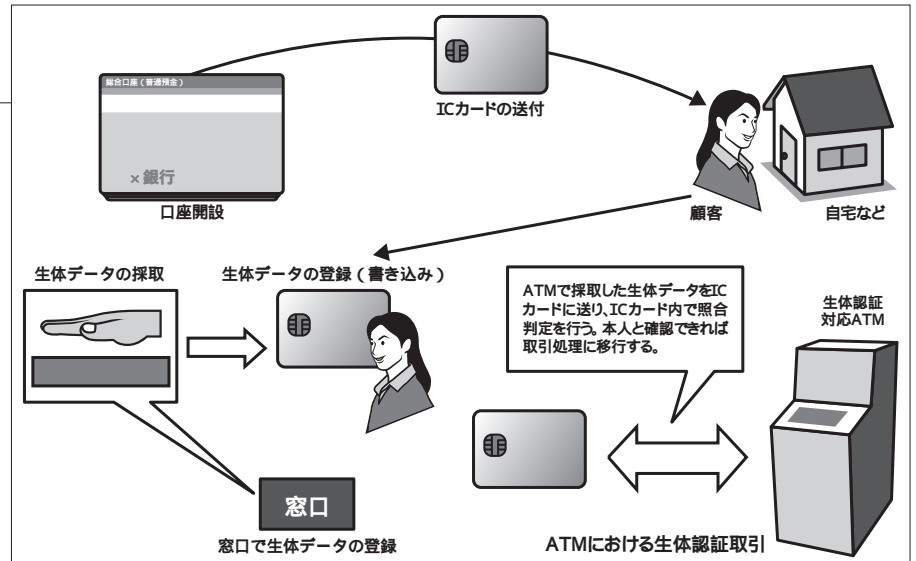 総合口座（普通預金）
×銀行
口座開設
ICカードの送付
顧客
自宅など
生体データの採取
生体データの登録（書き込み）
ATMで採取した生体データをIC
カードに送り、ICカード内で照合
判定を行う。本人と確認できれば
取引処理に移行する。
生体認証
対応ATM
窓口
窓口で生体データの登録
ATMにおける生体認証取引